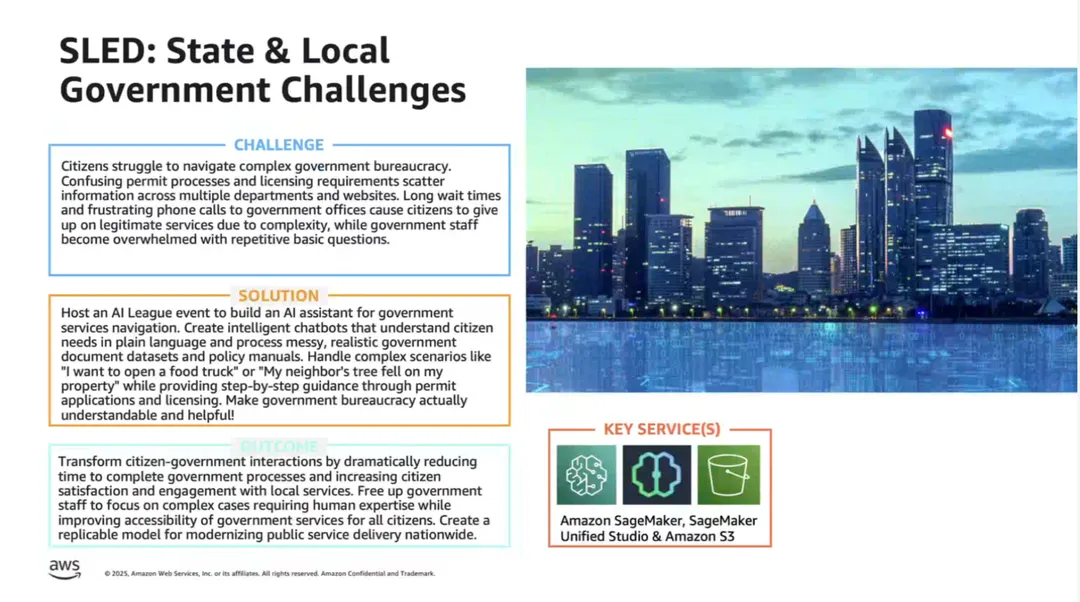 SLED: State & Local
Government Challenges
CHALLENGE
Citizens struggle to navigate complex government bureaucracy.
Confusing permit processes and licensing requirements scatter
information across multiple departments and websites. Long wait times
and frustrating phone calls to government offices cause citizens to give
up on legitimate services due to complexity, while government staff
become overwhelmed with repetitive basic questions.
SOLUTION
Host an AI League event to build an AI assistant for government
services navigation. Create intelligent chatbots that understand citizen
needs in plain language and process messy, realistic government
document datasets and policy manuals. Handle complex scenarios like
"I want to open a food truck" or "My neighbor's tree fell on my
property" while providing step-by-step guidance through permit
applications and licensing. Make government bureaucracy actually
understandable and helpful!
OUTCOME
Transform citizen-government interactions by dramatically reducing
time to complete government processes and increasing citizen
satisfaction and engagement with local services. Free up government
staff to focus on complex cases requiring human expertise while
improving accessibility of government services for all citizens. Create a
replicable model for modernizing public service delivery nationwide.
KEY SERVICE(S)
Amazon SageMaker, SageMaker
Unified Studio & Amazon S3
aws
© 2025, Amazon Web Services, Inc. or its affiliates. All rights reserved. Amazon Confidential and Trademark.